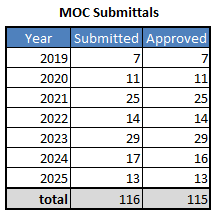 MOC Submittals
Year Submitted Approved
2019 7 7
2020 11 11
2021 25 25
2022 14 14
2023 29 29
2024 17 16
2025 13 13
total 116 115